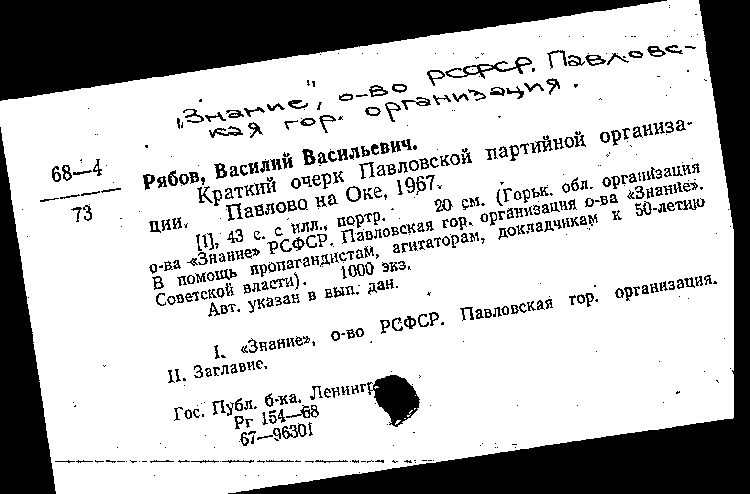 „Знание", о-во РСФСР. Павловс-
кая гор. организация.
68—4
73
Рябов, Василий Васильевич.
Краткий очерк Павловской партийной организа-
ции. Павлово на Оке, 1967.
[1], 43 с. с илл., портр. 20 см. (Горьк. обл. организация
о-ва «Знание» РСФСР. Павловская гор. организация о-ва «Знание».
В помощь пропагандистам, агитаторам, докладчикам к 50-летию
Советской власти). 1000 экз.
Авт. указан в вып. дан.
I. «Знание», о-во РСФСР. Павловская гор. организация.
II. Заглавие.
Гос. Публ. б-ка. Ленингр
Рг 154—68
67—96301